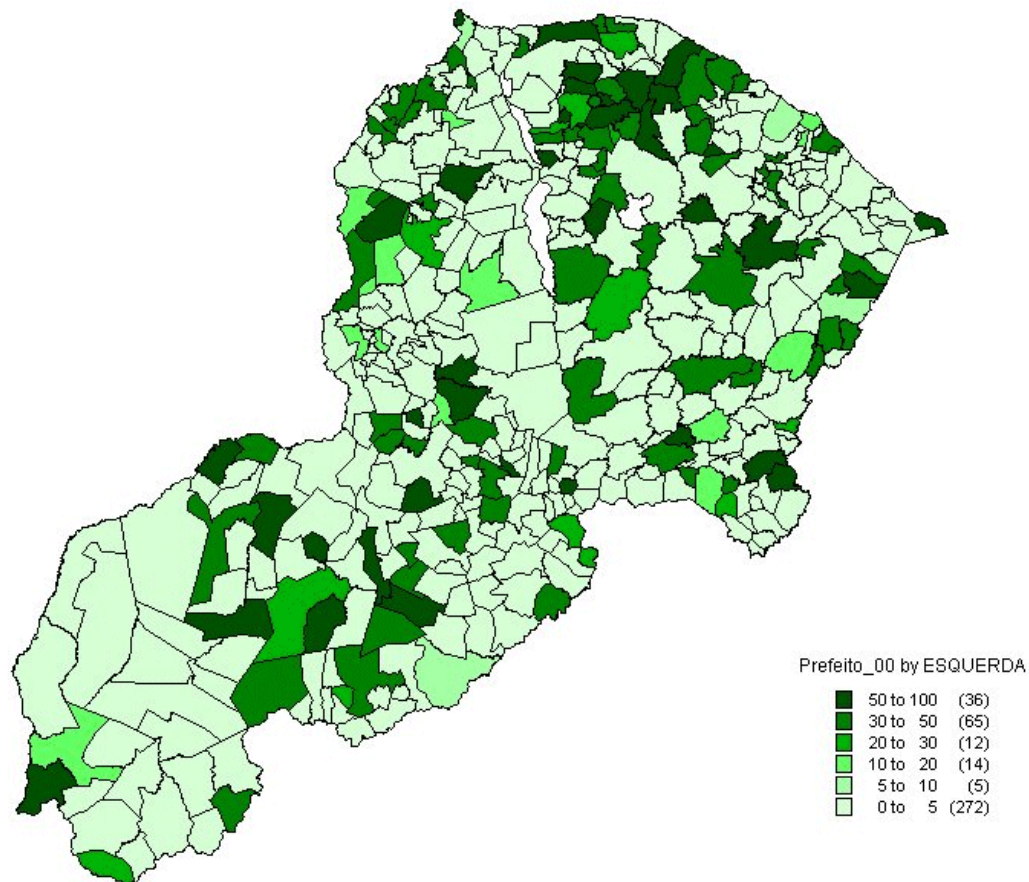 Prefeito_00 by ESQUERDA
50 to 100 (36)
30 to 50 (65)
20 to 30 (12)
10 to 20 (14)
5 to 10 (5)
0 to 5 (272)